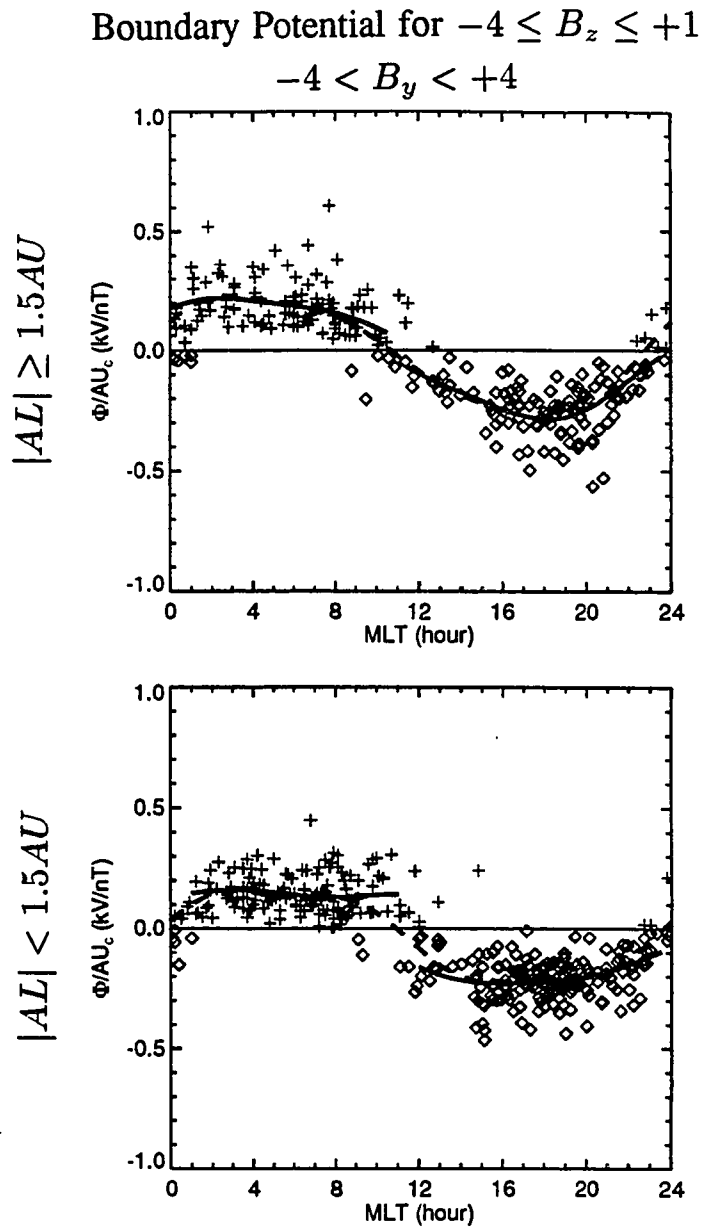 Boundary Potential for −4 ≤ B_z ≤ +1
−4 < B_y < +4
|AL| ≥ 1.5AU
Φ/AU_c (kV/nT)
1.0
0.5
0.0
-0.5
-1.0
0 4 8 12 16 20 24
MLT (hour)
|AL| < 1.5AU
Φ/AU_c (kV/nT)
1.0
0.5
0.0
-0.5
-1.0
0 4 8 12 16 20 24
MLT (hour)